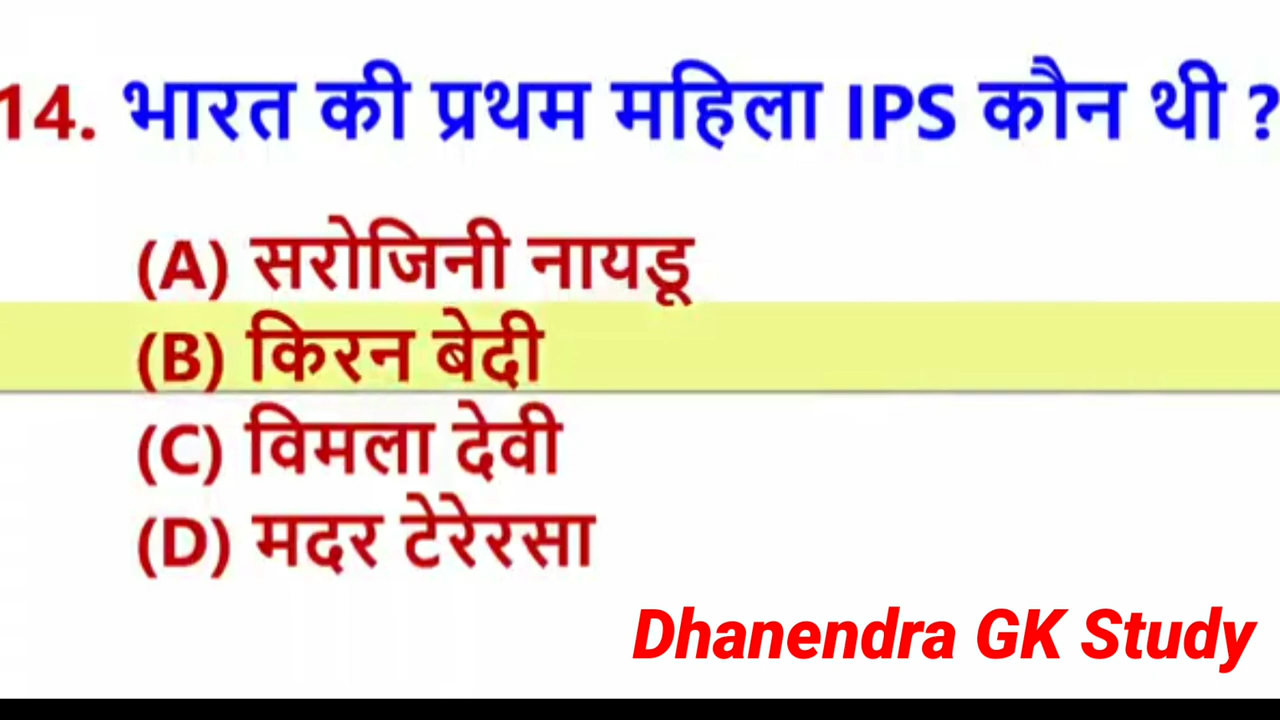 14. भारत की प्रथम महिला IPS कौन थी ?
(A) सरोजिनी नायडू
(B) किरन बेदी
(C) विमला देवी
(D) मदर टेरेरसा
Dhanendra GK Study